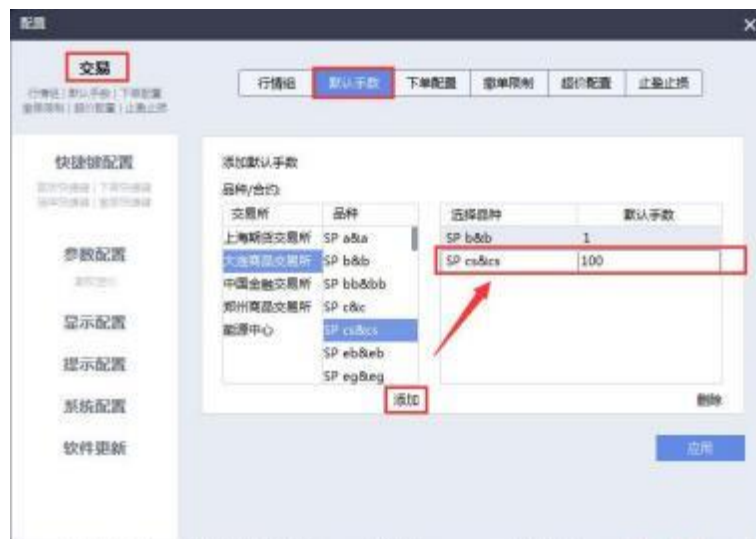 配置
交易
行情组 | 默认手数 | 下单配置
撤单限制 | 超价配置 | 止盈止损
行情组 默认手数 下单配置 撤单限制 超价配置 止盈止损
快捷键配置
添加默认手数
品种/合约:
交易所 品种 选择品种 默认手数
上海期货交易所 SP a&a SP b&b 1
大连商品交易所 SP b&b SP cs&cs 100
中国金融交易所 SP bb&bb
郑州商品交易所 SP c&c
能源中心 SP cs&cs
SP eb&eb
SP eg&eg
参数配置
显示配置
提示配置
系统配置
软件更新
添加 删除
应用